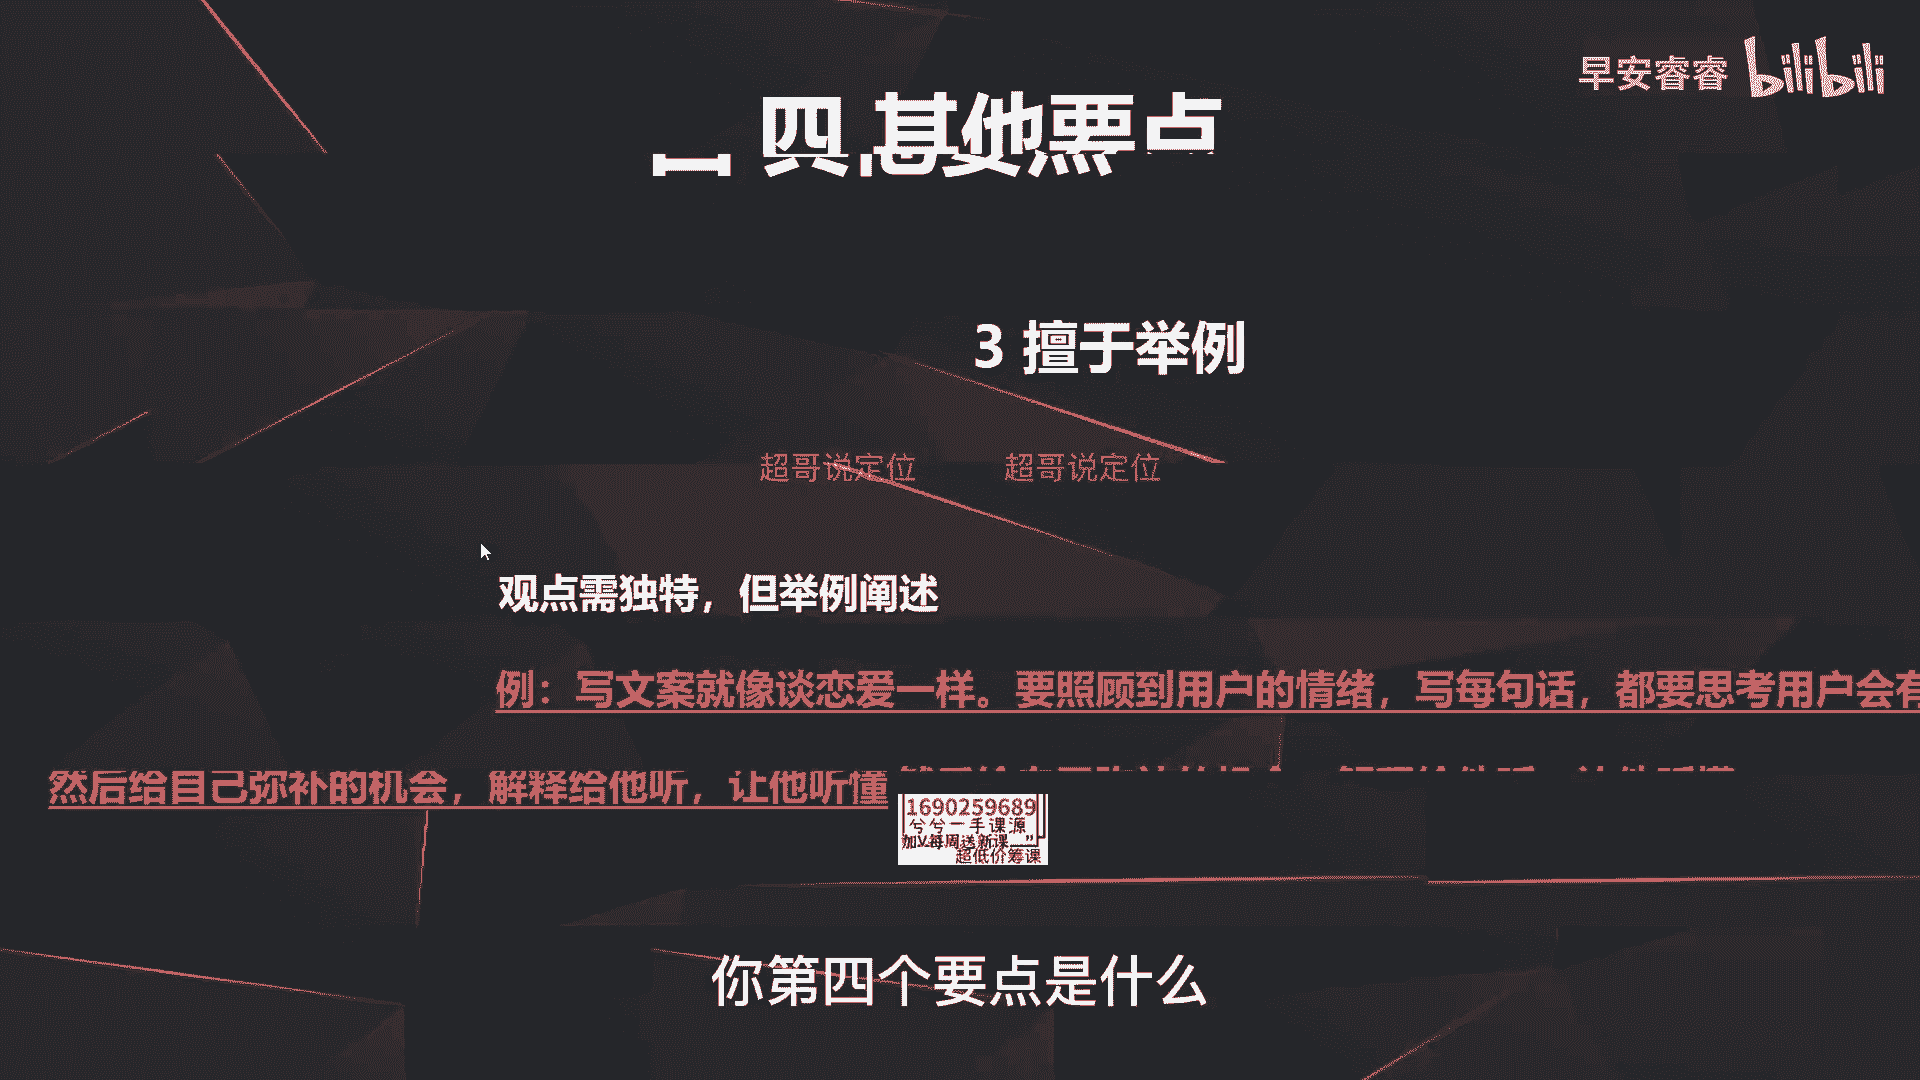 早安睿睿 bilibili
四 其他要点
3 擅于举例
超哥说定位 超哥说定位
观点需独特，但举例阐述
例：写文案就像谈恋爱一样。要照顾到用户的情绪，写每句话，都要思考用户会有
然后给自己弥补的机会，解释给他听，让他听懂
1690259689
兮兮一手课源
加V每周送新课
超低价筹课
你第四个要点是什么